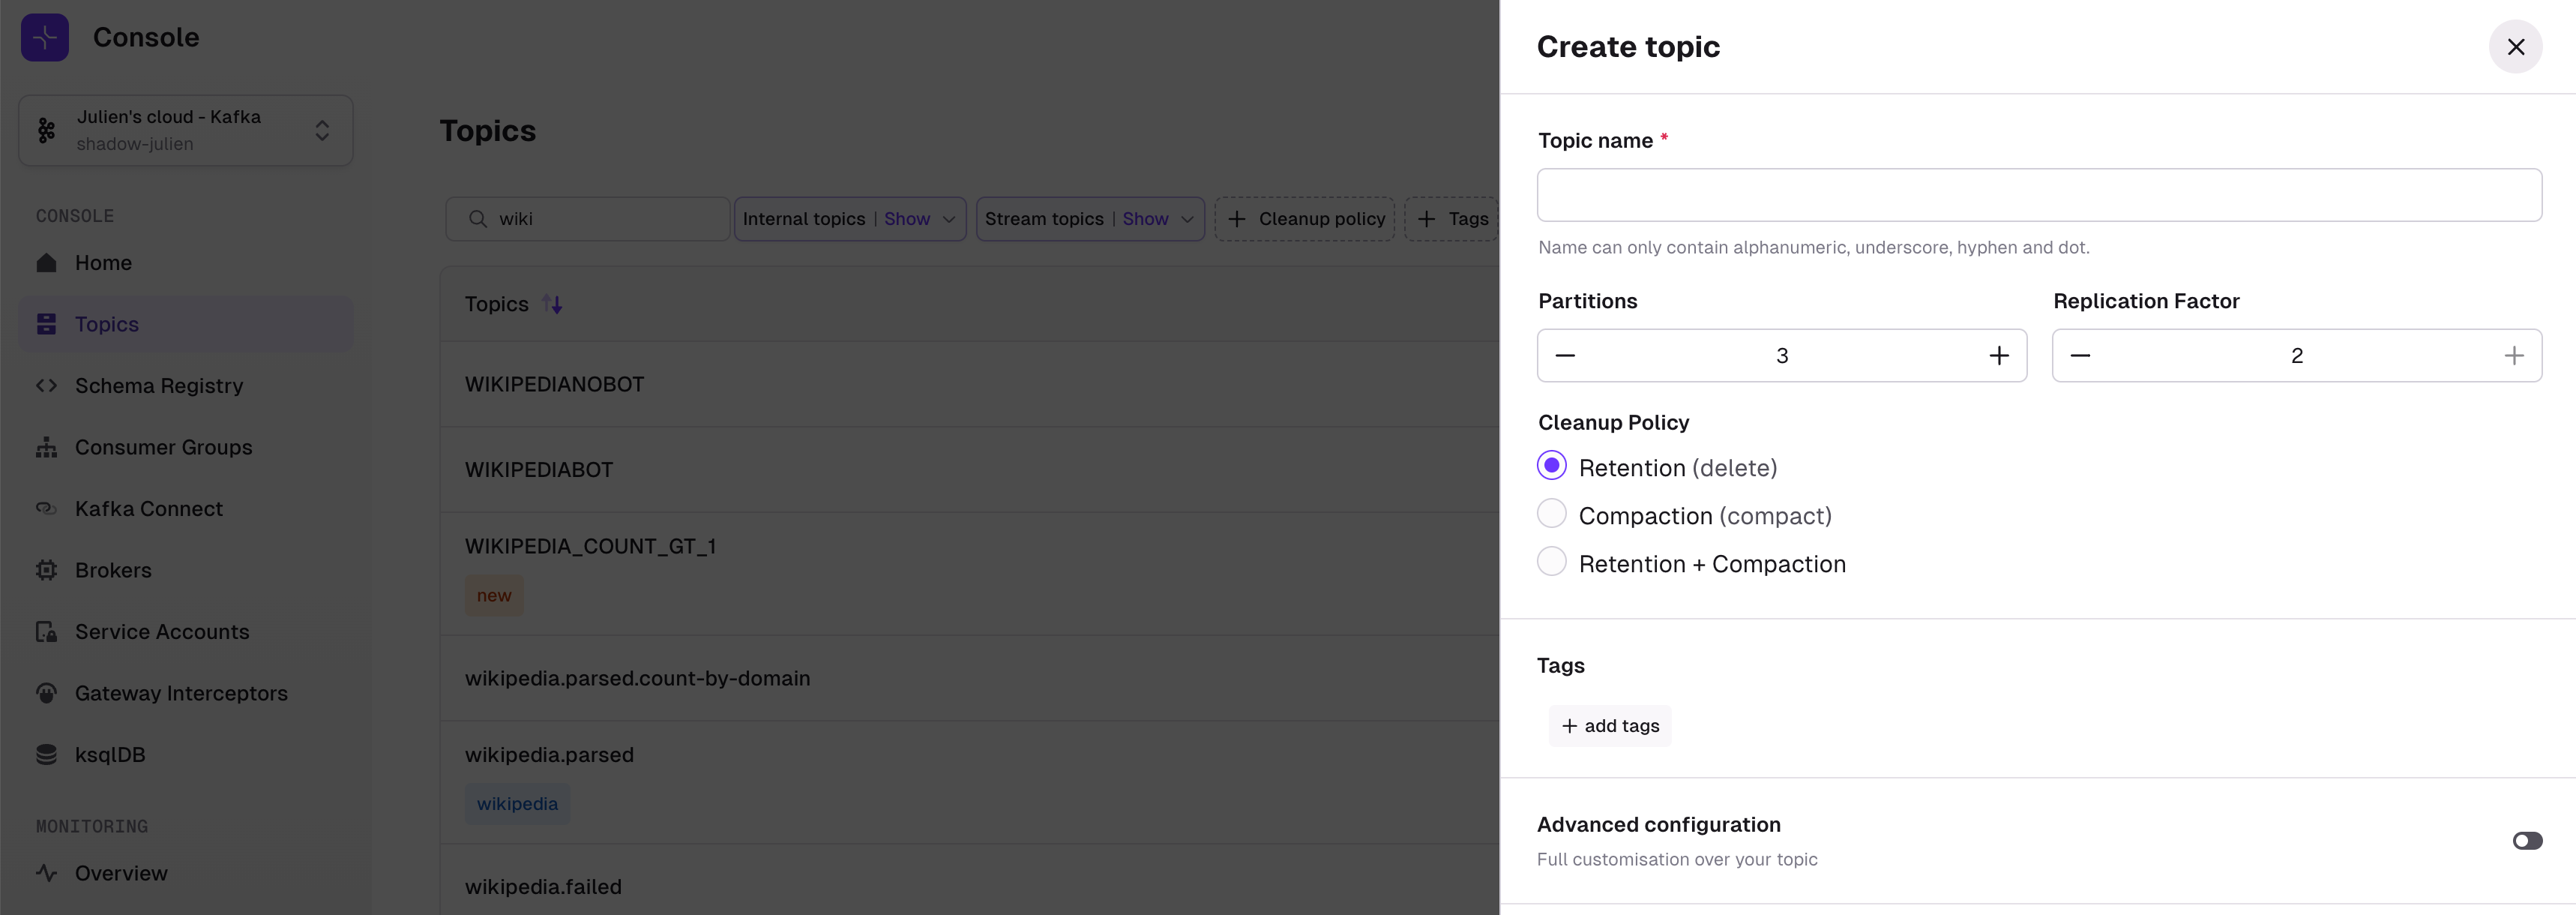 Console
Julien's cloud - Kafka
shadow-julien
CONSOLE
Home
Topics
Schema Registry
Consumer Groups
Kafka Connect
Brokers
Service Accounts
Gateway Interceptors
ksqlDB
MONITORING
Overview
Topics
wiki
Internal topics | Show
Stream topics | Show
+ Cleanup policy
+ Tags
Topics
WIKIPEDIANOBOT
WIKIPEDIABOT
WIKIPEDIA_COUNT_GT_1
new
wikipedia.parsed.count-by-domain
wikipedia.parsed
wikipedia
wikipedia.failed
Create topic
Topic name *
Name can only contain alphanumeric, underscore, hyphen and dot.
Partitions
3
Replication Factor
2
Cleanup Policy
Retention (delete)
Compaction (compact)
Retention + Compaction
Tags
+ add tags
Advanced configuration
Full customisation over your topic